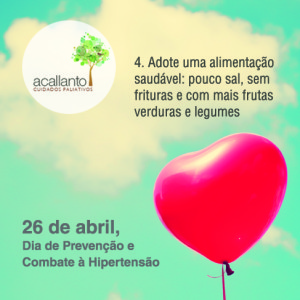 acallanto
CUIDADOS PALIATIVOS
4. Adote uma alimentação
saudável: pouco sal, sem
frituras e com mais frutas
verduras e legumes
26 de abril,
Dia de Prevenção e
Combate à Hipertensão